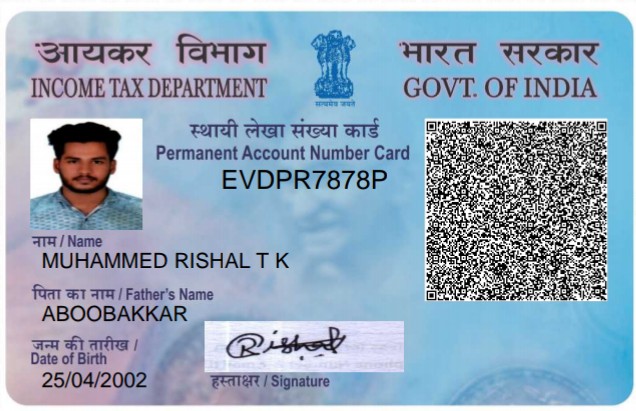 आयकर विभाग
INCOME TAX DEPARTMENT
सत्यमेव जयते
भारत सरकार
GOVT. OF INDIA
स्थायी लेखा संख्या कार्ड
Permanent Account Number Card
EVDPR7878P
नाम / Name
MUHAMMED RISHAL T K
पिता का नाम / Father's Name
ABOOBAKKAR
जन्म की तारीख /
Date of Birth
25/04/2002
Rishal
हस्ताक्षर / Signature